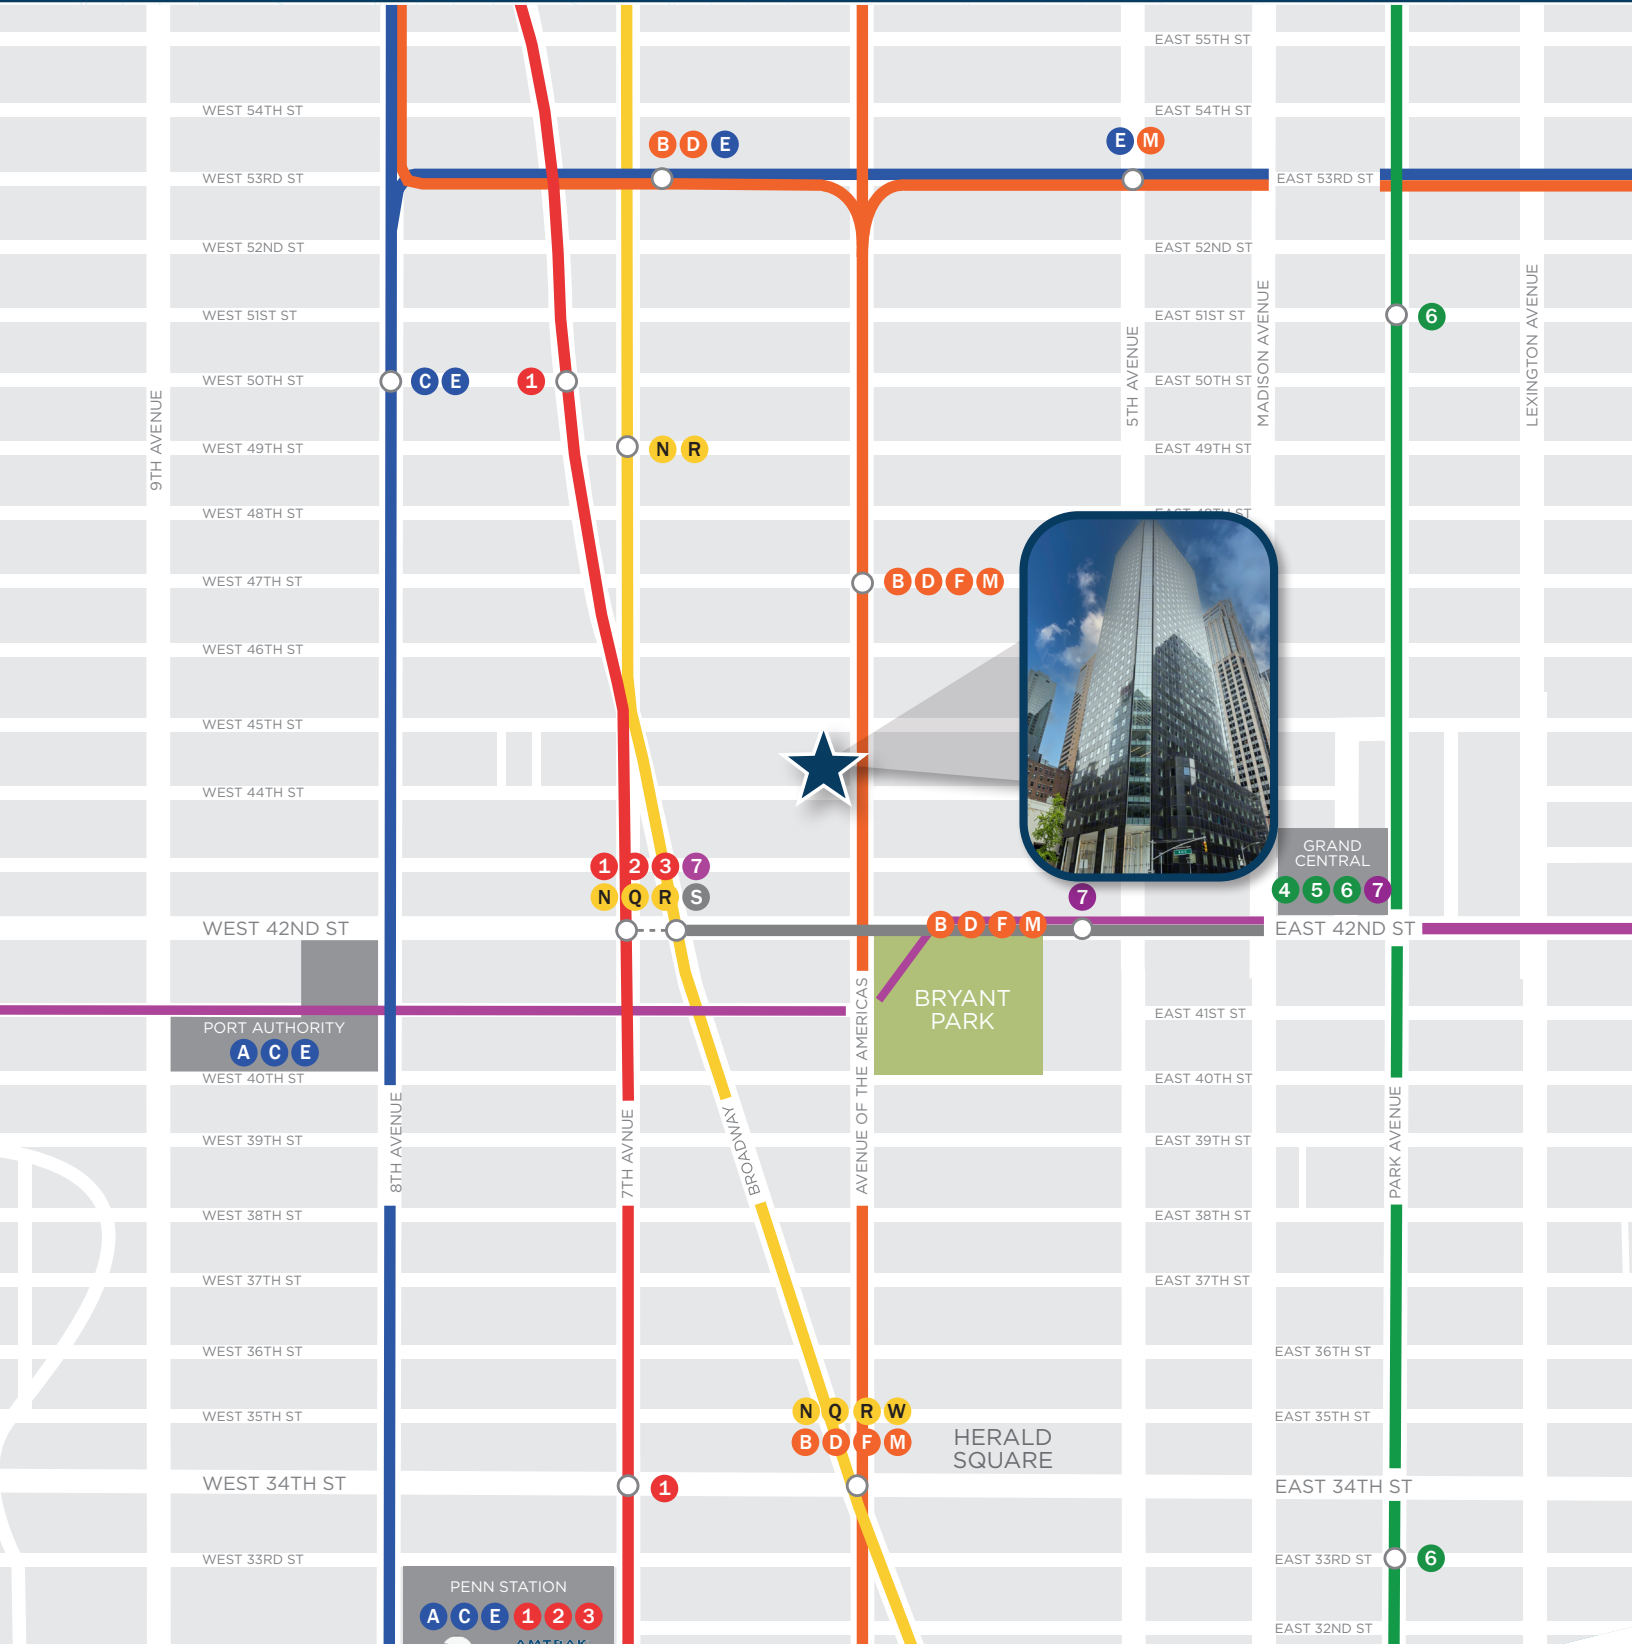 EAST 55TH ST
WEST 54TH ST
EAST 54TH ST
B D E
E M
WEST 53RD ST
EAST 53RD ST
WEST 52ND ST
EAST 52ND ST
WEST 51ST ST
EAST 51ST ST
6
WEST 50TH ST
C E
1
EAST 50TH ST
9TH AVENUE
5TH AVENUE
MADISON AVENUE
LEXINGTON AVENUE
WEST 49TH ST
N R
EAST 49TH ST
WEST 48TH ST
WEST 47TH ST
B D F M
WEST 46TH ST
WEST 45TH ST
WEST 44TH ST
GRAND
CENTRAL
4 5 6 7
1 2 3 7
N Q R S
7
WEST 42ND ST
B D F M
EAST 42ND ST
BRYANT
PARK
EAST 41ST ST
PORT AUTHORITY
A C E
WEST 40TH ST
EAST 40TH ST
8TH AVENUE
7TH AVNUE
BROADWAY
AVENUE OF THE AMERICAS
PARK AVENUE
WEST 39TH ST
EAST 39TH ST
WEST 38TH ST
EAST 38TH ST
WEST 37TH ST
EAST 37TH ST
WEST 36TH ST
EAST 36TH ST
WEST 35TH ST
EAST 35TH ST
N Q R W
B D F M
HERALD
SQUARE
WEST 34TH ST
1
EAST 34TH ST
WEST 33RD ST
EAST 33RD ST
6
PENN STATION
A C E 1 2 3
AMTRAK
EAST 32ND ST